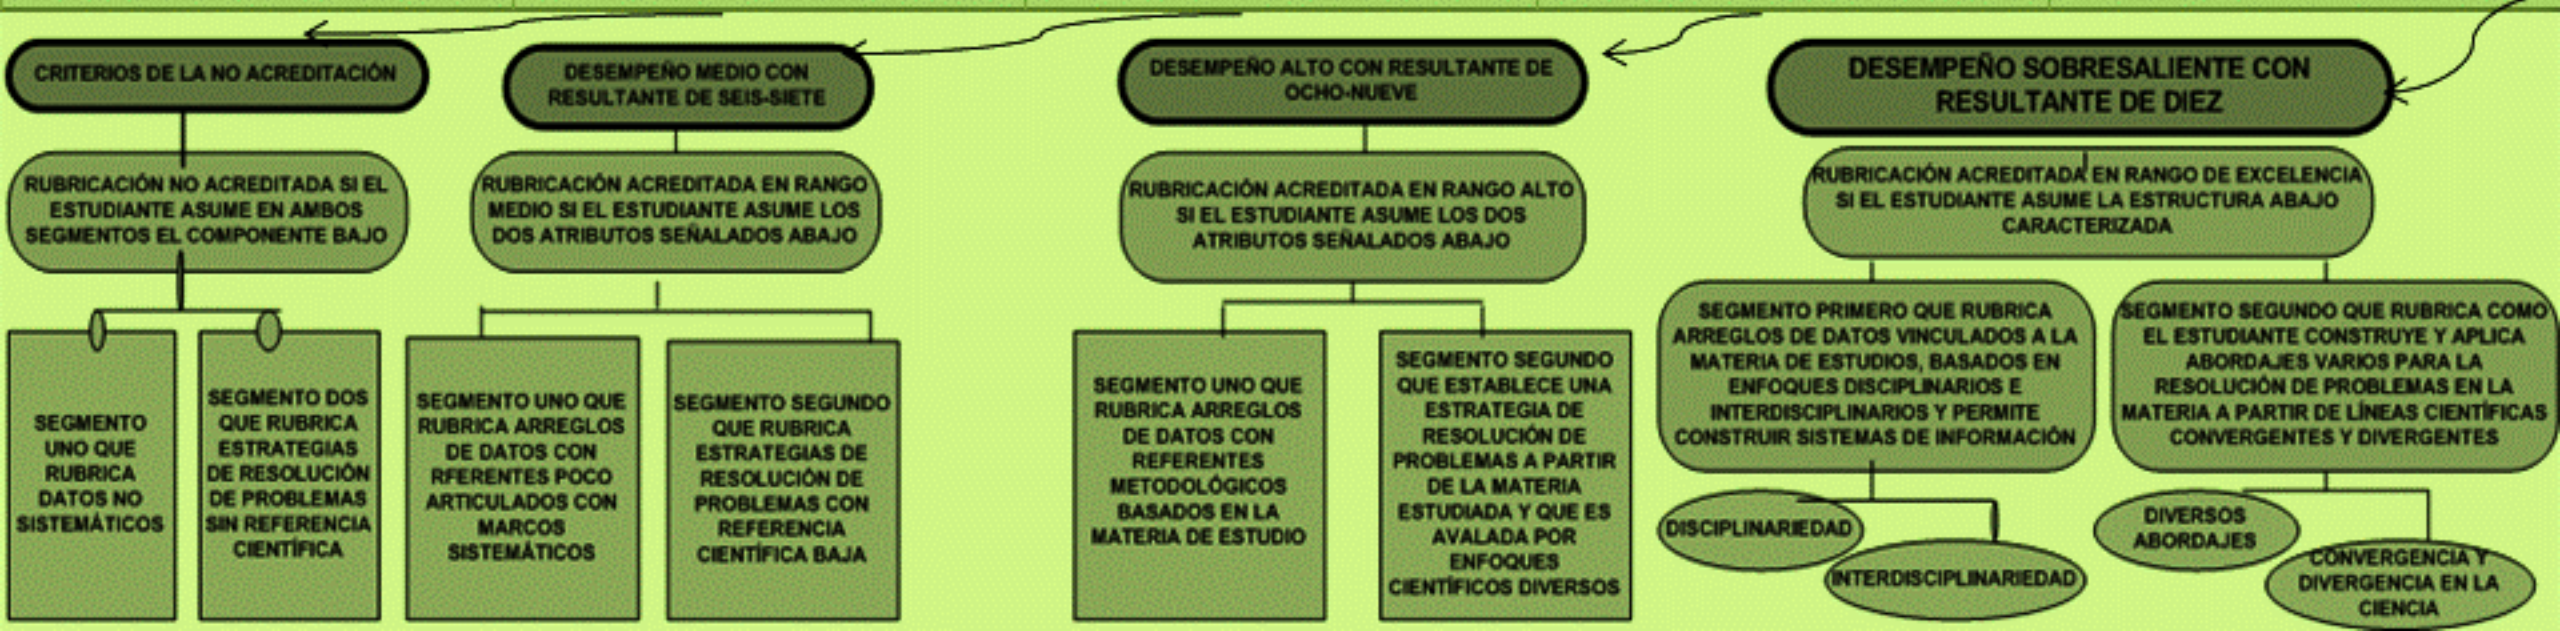 CRITERIOS DE LA NO ACREDITACIÓN
RUBRICACIÓN NO ACREDITADA SI EL
ESTUDIANTE ASUME EN AMBOS
SEGMENTOS EL COMPONENTE BAJO
SEGMENTO
UNO QUE
RUBRICA
DATOS NO
SISTEMÁTICOS
SEGMENTO DOS
QUE RUBRICA
ESTRATEGIAS
DE RESOLUCIÓN
DE PROBLEMAS
SIN REFERENCIA
CIENTÍFICA
DESEMPEÑO MEDIO CON
RESULTANTE DE SEIS-SIETE
RUBRICACIÓN ACREDITADA EN RANGO
MEDIO SI EL ESTUDIANTE ASUME LOS
DOS ATRIBUTOS SEÑALADOS ABAJO
SEGMENTO UNO QUE
RUBRICA ARREGLOS
DE DATOS CON
RFERENTES POCO
ARTICULADOS CON
MARCOS
SISTEMÁTICOS
SEGMENTO SEGUNDO
QUE RUBRICA
ESTRATEGIAS DE
RESOLUCIÓN DE
PROBLEMAS CON
REFERENCIA
CIENTÍFICA BAJA
DESEMPEÑO ALTO CON RESULTANTE DE
OCHO-NUEVE
RUBRICACIÓN ACREDITADA EN RANGO ALTO
SI EL ESTUDIANTE ASUME LOS DOS
ATRIBUTOS SEÑALADOS ABAJO
SEGMENTO UNO QUE
RUBRICA ARREGLOS
DE DATOS CON
REFERENTES
METODOLÓGICOS
BASADOS EN LA
MATERIA DE ESTUDIO
SEGMENTO SEGUNDO
QUE ESTABLECE UNA
ESTRATEGIA DE
RESOLUCIÓN DE
PROBLEMAS A PARTIR
DE LA MATERIA
ESTUDIADA Y QUE ES
AVALADA POR
ENFOQUES
CIENTÍFICOS DIVERSOS
DESEMPEÑO SOBRESALIENTE CON
RESULTANTE DE DIEZ
RUBRICACIÓN ACREDITADA EN RANGO DE EXCELENCIA
SI EL ESTUDIANTE ASUME LA ESTRUCTURA ABAJO
CARACTERIZADA
SEGMENTO PRIMERO QUE RUBRICA
ARREGLOS DE DATOS VINCULADOS A LA
MATERIA DE ESTUDIOS, BASADOS EN
ENFOQUES DISCIPLINARIOS E
INTERDISCIPLINARIOS Y PERMITE
CONSTRUIR SISTEMAS DE INFORMACIÓN
DISCIPLINARIEDAD
INTERDISCIPLINARIEDAD
SEGMENTO SEGUNDO QUE RUBRICA COMO
EL ESTUDIANTE CONSTRUYE Y APLICA
ABORDAJES VARIOS PARA LA
RESOLUCIÓN DE PROBLEMAS EN LA
MATERIA A PARTIR DE LÍNEAS CIENTÍFICAS
CONVERGENTES Y DIVERGENTES
DIVERSOS
ABORDAJES
CONVERGENCIA Y
DIVERGENCIA EN LA
CIENCIA